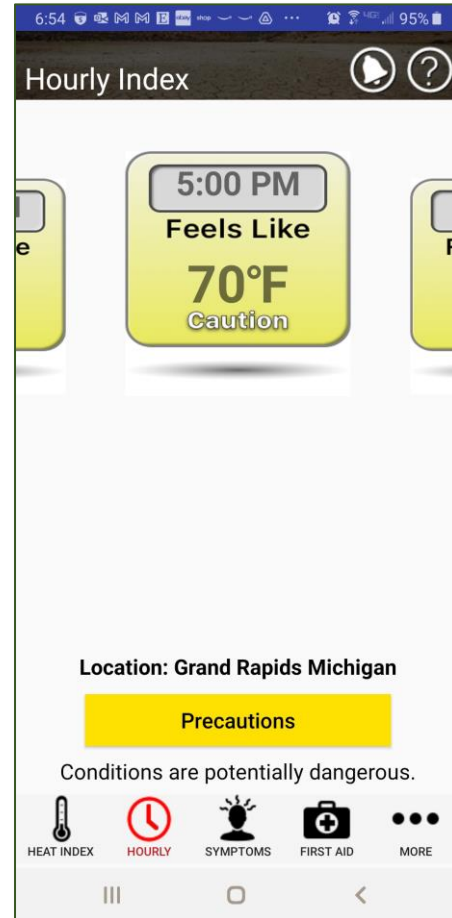 6:54 95%
Hourly Index
5:00 PM
Feels Like
70°F
Caution
Location: Grand Rapids Michigan
Precautions
Conditions are potentially dangerous.
HEAT INDEX HOURLY SYMPTOMS FIRST AID MORE